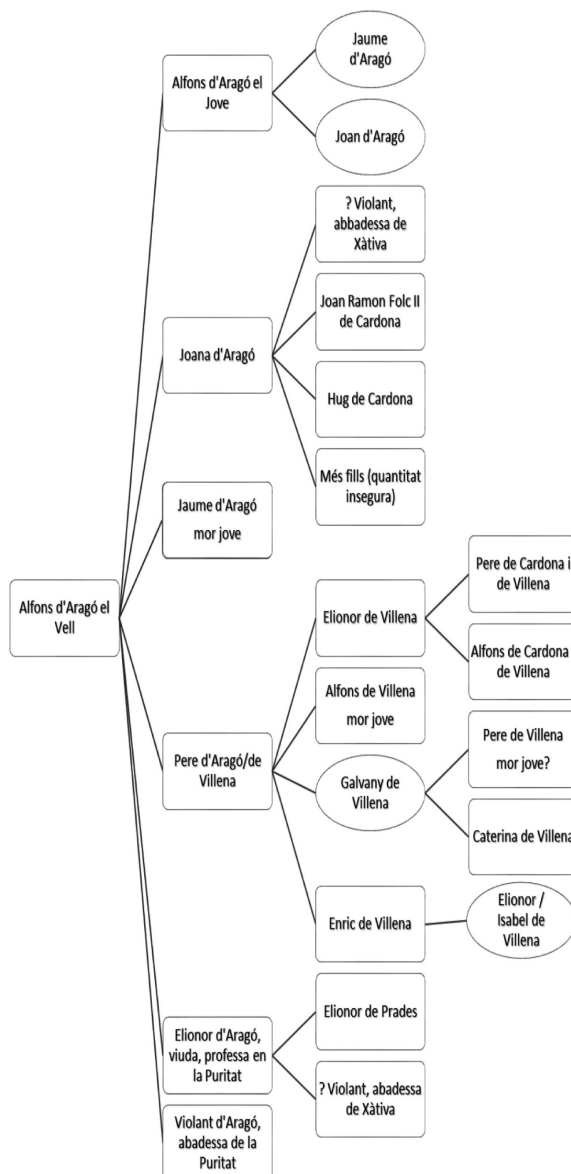 Jaume
d'Aragó
Alfons d'Aragó el
Jove
Joan d'Aragó
? Violant,
abbadessa de
Xàtiva
Joan Ramon Folc II
de Cardona
Joana d'Aragó
Hug de Cardona
Més fills (quantitat
insegura)
Jaume d'Aragó
mor jove
Pere de Cardona i
de Villena
Alfons d'Aragó el
Vell
Elionor de Villena
Alfons de Cardona
de Villena
Alfons de Villena
mor jove
Pere de Villena
mor jove?
Pere d'Aragó/de
Villena
Galvany de
Villena
Caterina de Villena
Enric de Villena
Elionor /
Isabel de
Villena
Elionor de Prades
Elionor d'Aragó,
viuda, professa en
la Puritat
? Violant, abadessa
de Xàtiva
Violant d'Aragó,
abadessa de la
Puritat